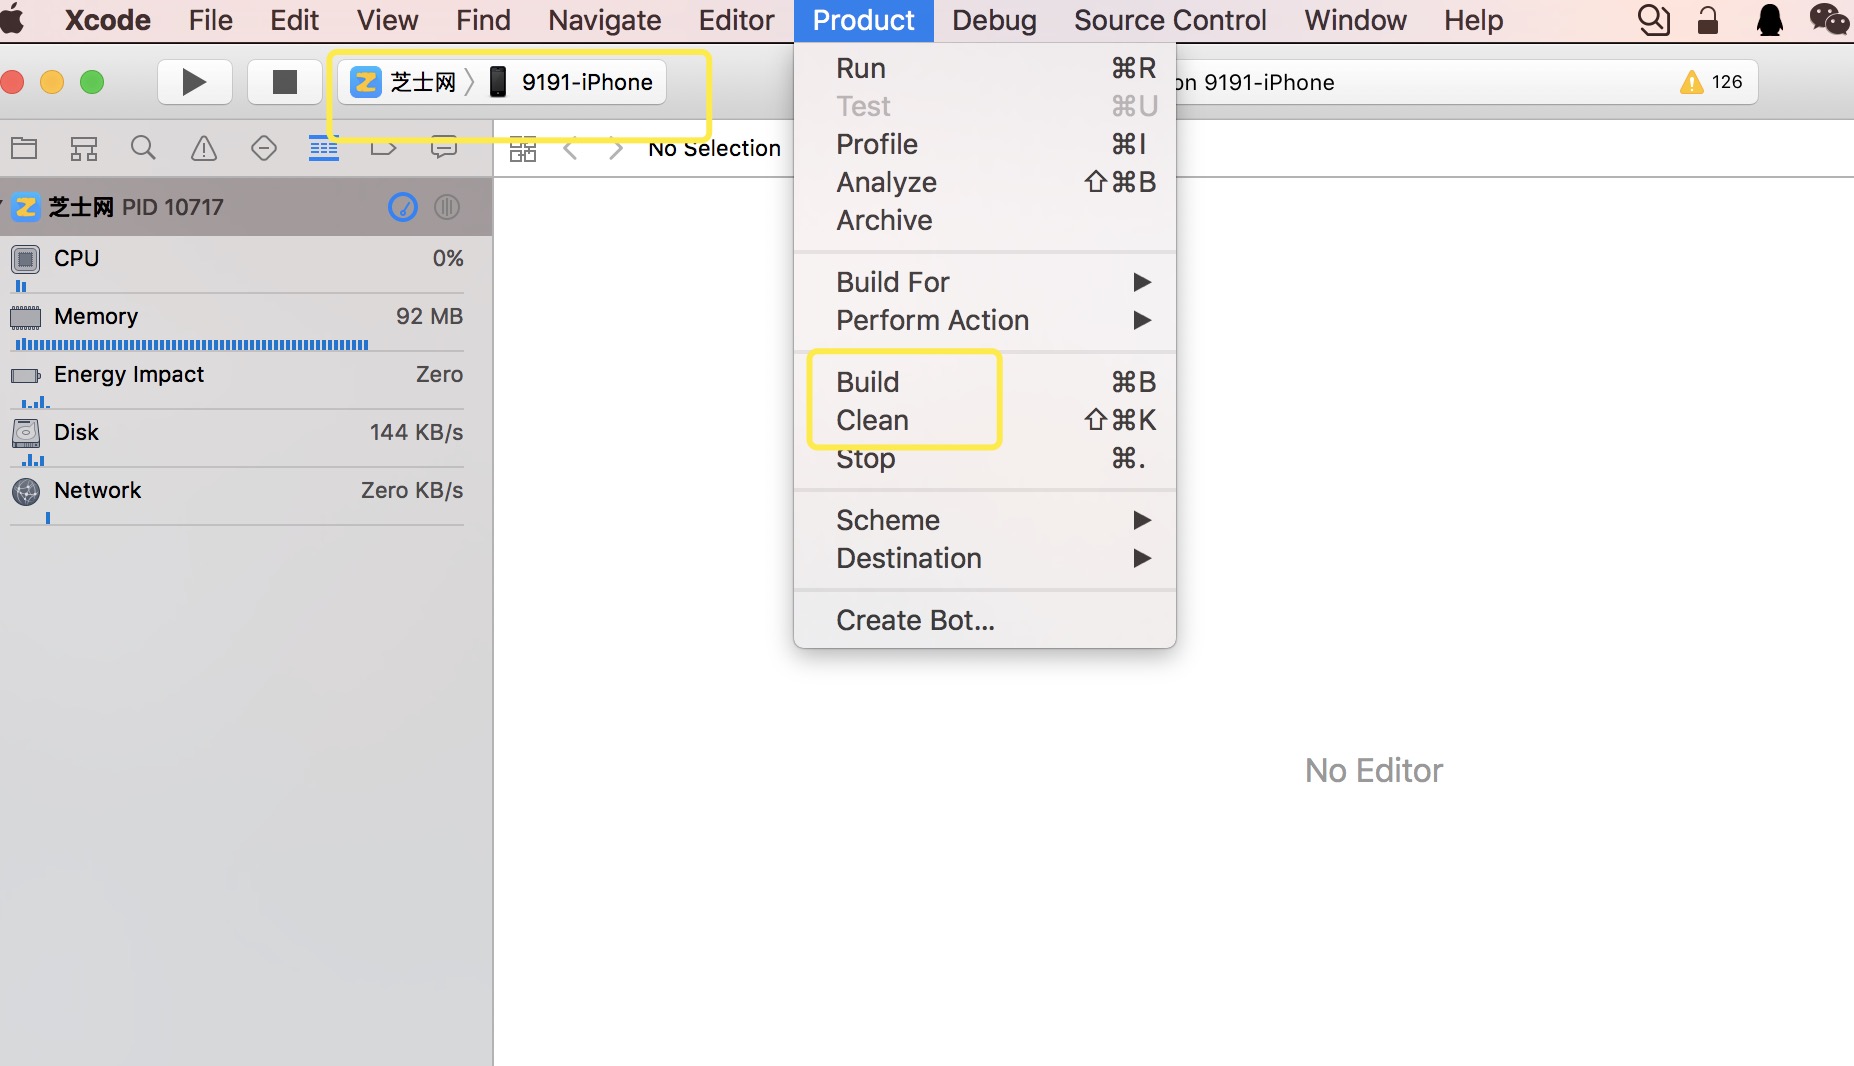 Xcode File Edit View Find Navigate Editor Product Debug Source Control Window Help
芝士网 9191-iPhone
on 9191-iPhone 126
No Selection
芝士网 PID 10717
CPU 0%
Memory 92 MB
Energy Impact Zero
Disk 144 KB/s
Network Zero KB/s
Run ⌘R
Test ⌘U
Profile ⌘I
Analyze ⇧⌘B
Archive
Build For ▶
Perform Action ▶
Build ⌘B
Clean ⇧⌘K
Stop ⌘.
Scheme ▶
Destination ▶
Create Bot...
No Editor